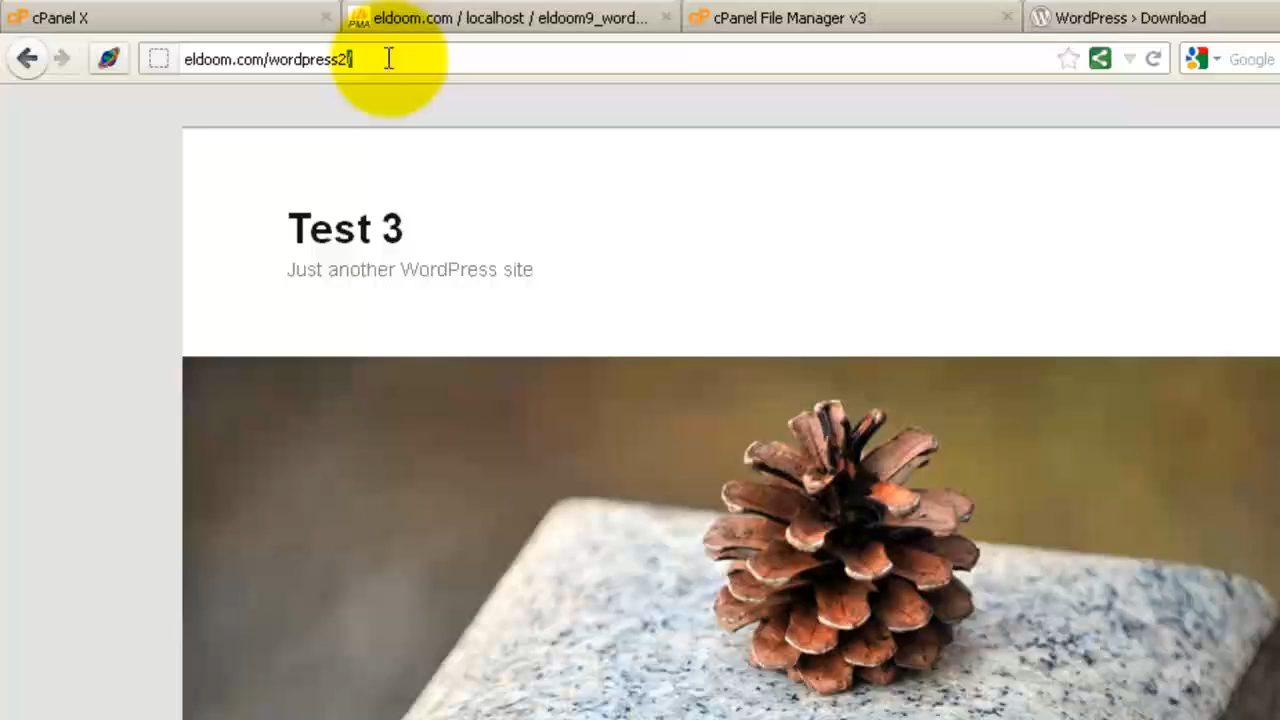 cPanel X
eldoom.com / localhost / eldoom9_word...
cPanel File Manager v3
WordPress › Download
eldoom.com/wordpress2/
Google
Test 3
Just another WordPress site